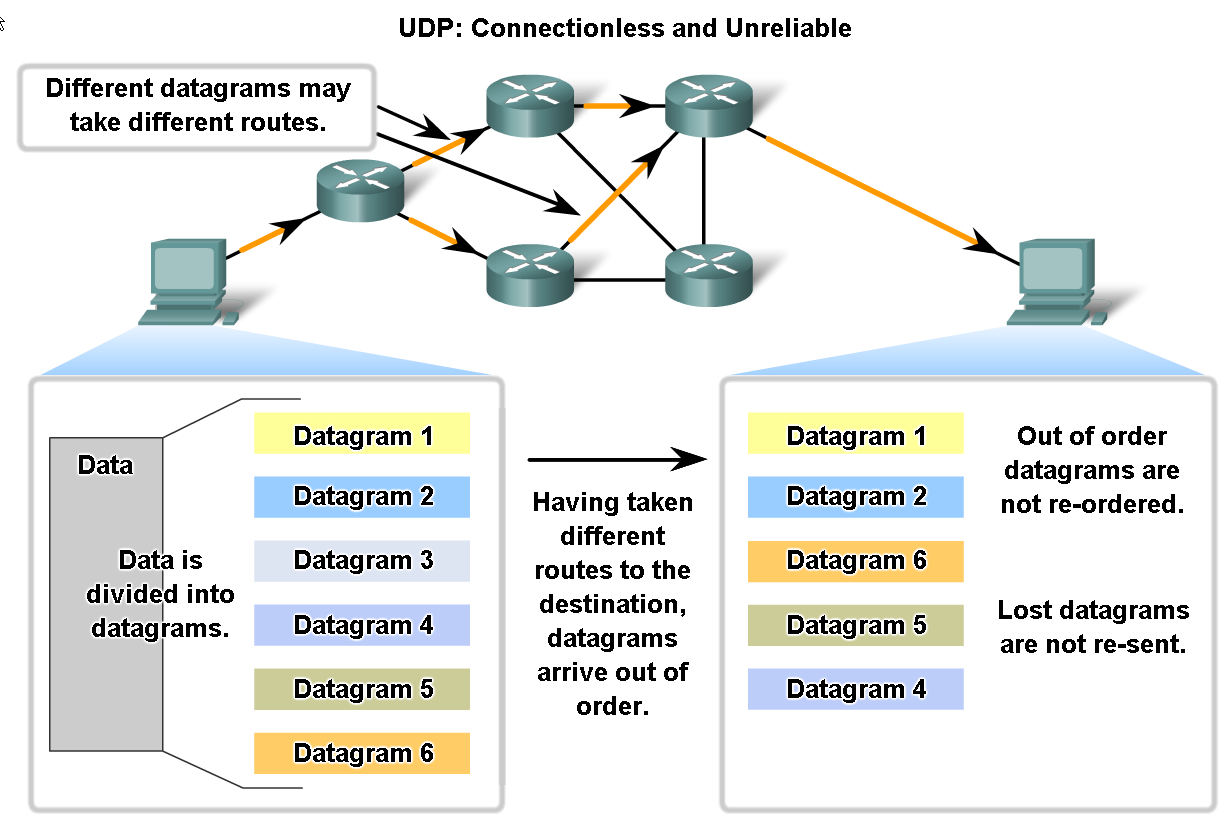 UDP: Connectionless and Unreliable
Different datagrams may
take different routes.
Data
Data is
divided into
datagrams.
Datagram 1
Datagram 2
Datagram 3
Datagram 4
Datagram 5
Datagram 6
Having taken
different
routes to the
destination,
datagrams
arrive out of
order.
Datagram 1
Datagram 2
Datagram 6
Datagram 5
Datagram 4
Out of order
datagrams are
not re-ordered.
Lost datagrams
are not re-sent.